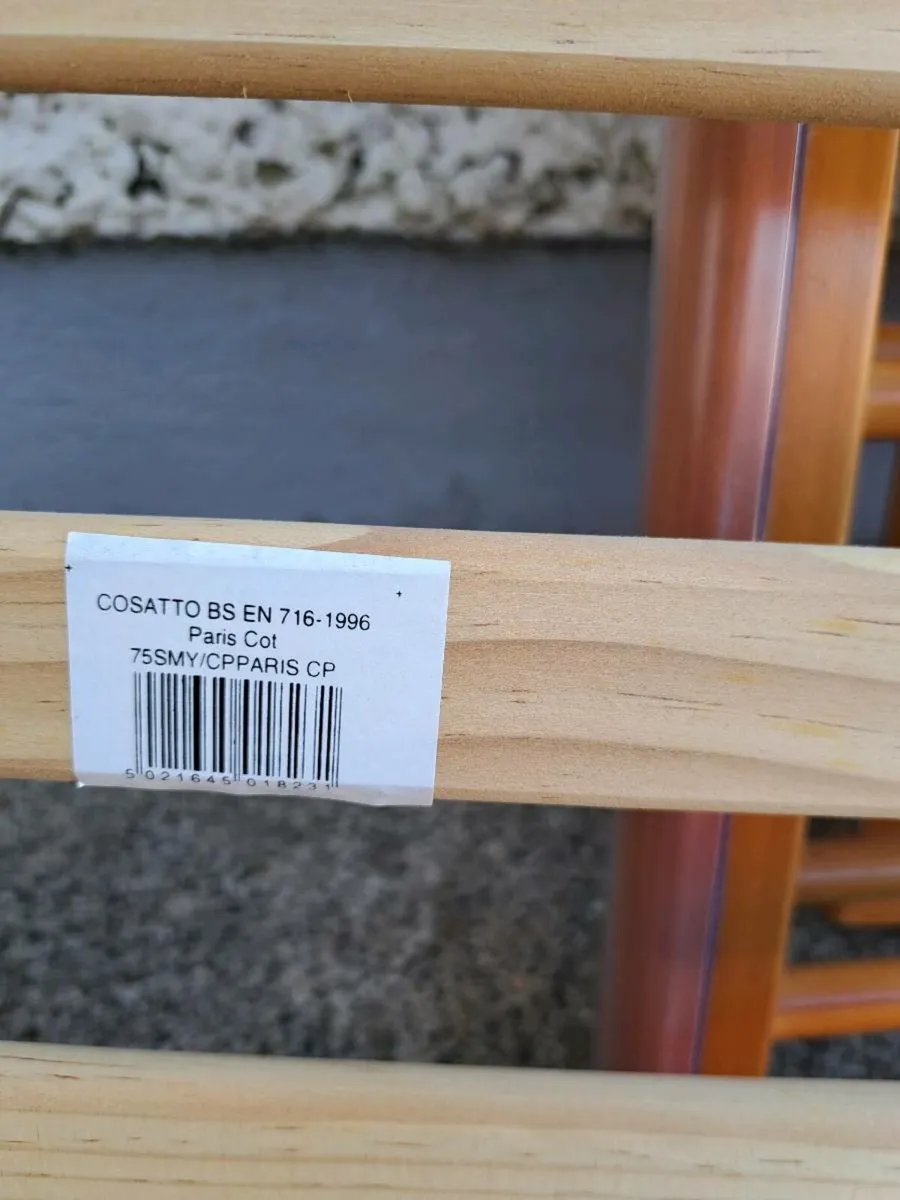 COSATTO BS EN 716-1996
Paris Cot
75SMY/CPPARIS CP
5 021645 018231